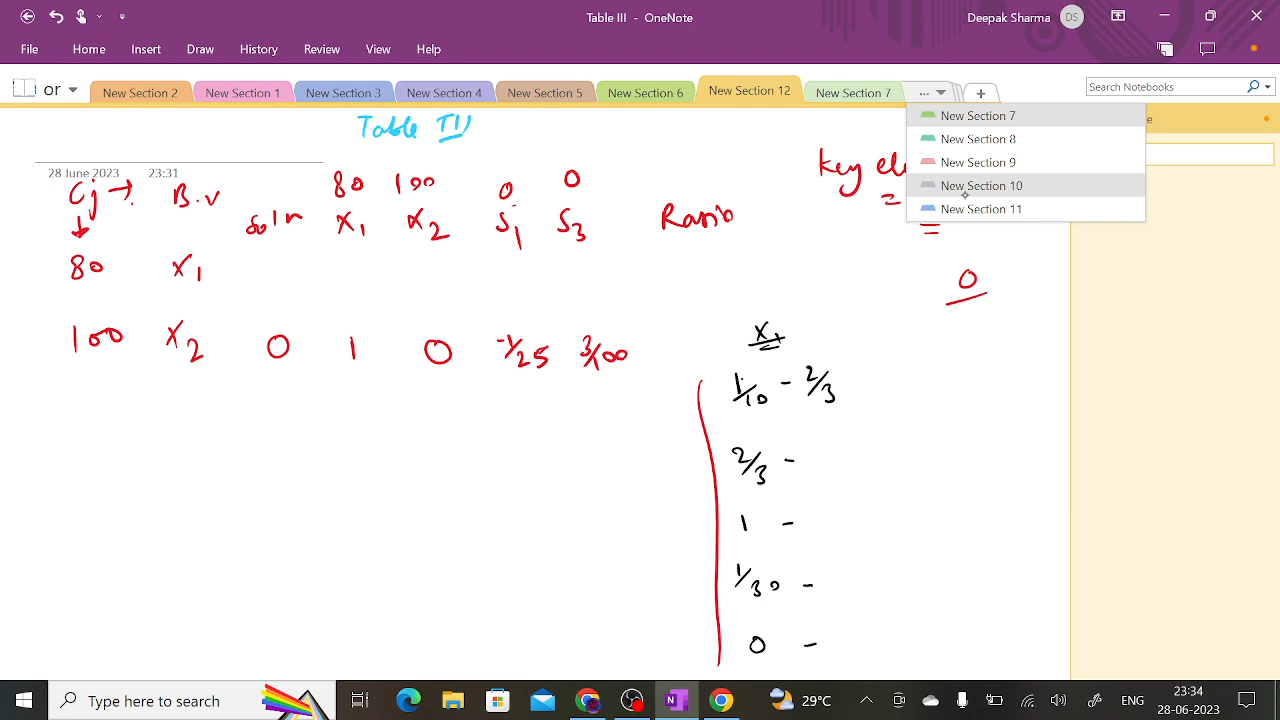 Table III - OneNote
Deepak Sharma DS
File Home Insert Draw History Review View Help
or New Section 2 New Section 1 New Section 3 New Section 4 New Section 5 New Section 6 New Section 12 New Section 7 ... +
Search Notebooks
New Section 7
New Section 8
New Section 9
New Section 10
New Section 11
Table III
28 June 2023 23:31
Key ele
Cj → B.v 80 100 0 0
↓ soln x1 x2 S1 S3 Ratio
80 x1
0
100 x2 0 1 0 -1/25 3/100
1/10 - 2/3
2/3 -
1 -
1/30 -
0 -
Type here to search
29°C
ENG
23:38
28-06-2023